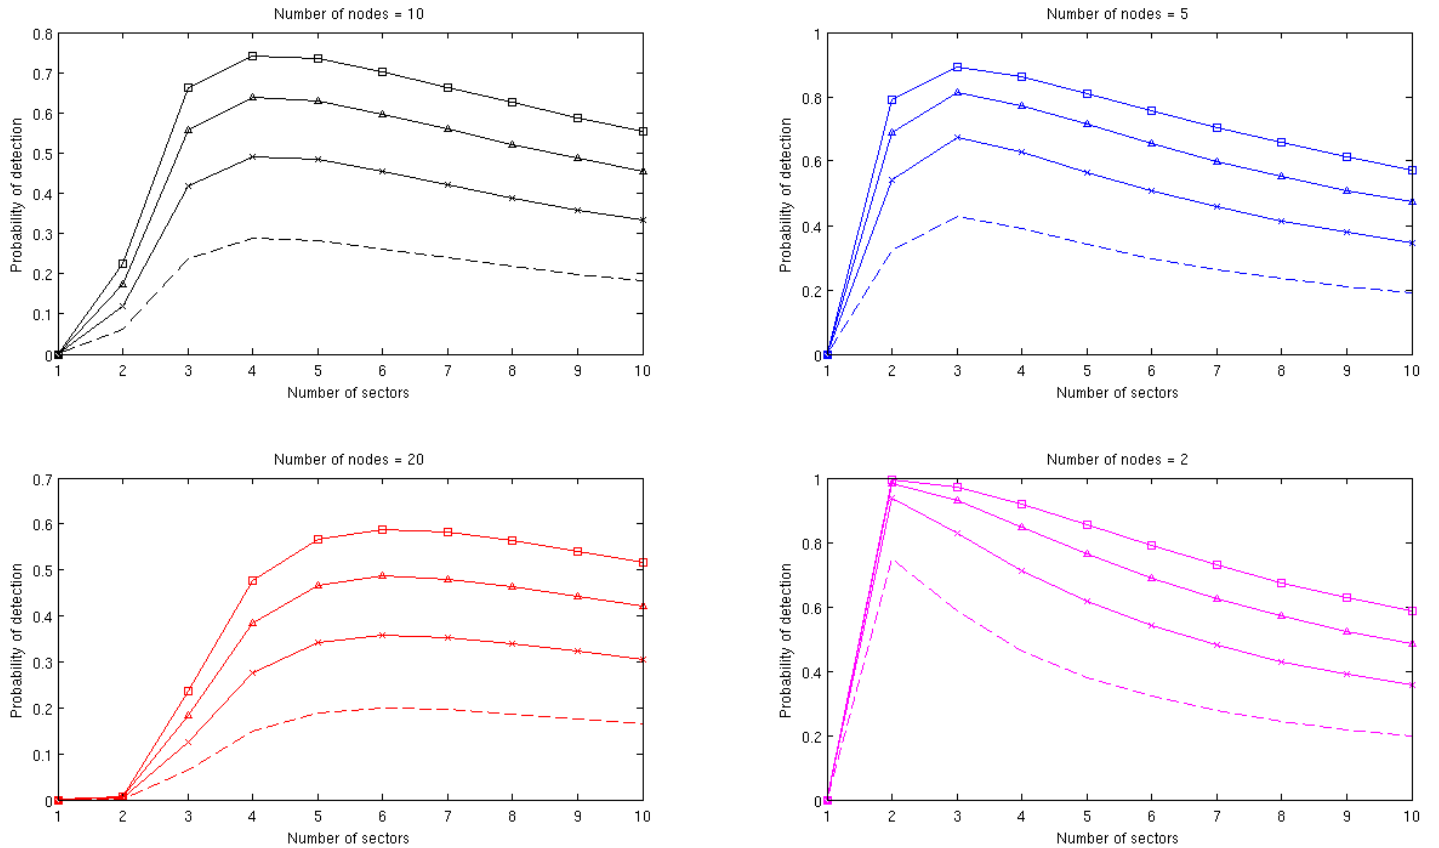 Number of nodes = 10
Probability of detection
0.8
0.7
0.6
0.5
0.4
0.3
0.2
0.1
0
1 2 3 4 5 6 7 8 9 10
Number of sectors
Number of nodes = 5
Probability of detection
1
0.8
0.6
0.4
0.2
0
1 2 3 4 5 6 7 8 9 10
Number of sectors
Number of nodes = 20
Probability of detection
0.7
0.6
0.5
0.4
0.3
0.2
0.1
0
1 2 3 4 5 6 7 8 9 10
Number of sectors
Number of nodes = 2
Probability of detection
1
0.8
0.6
0.4
0.2
0
1 2 3 4 5 6 7 8 9 10
Number of sectors